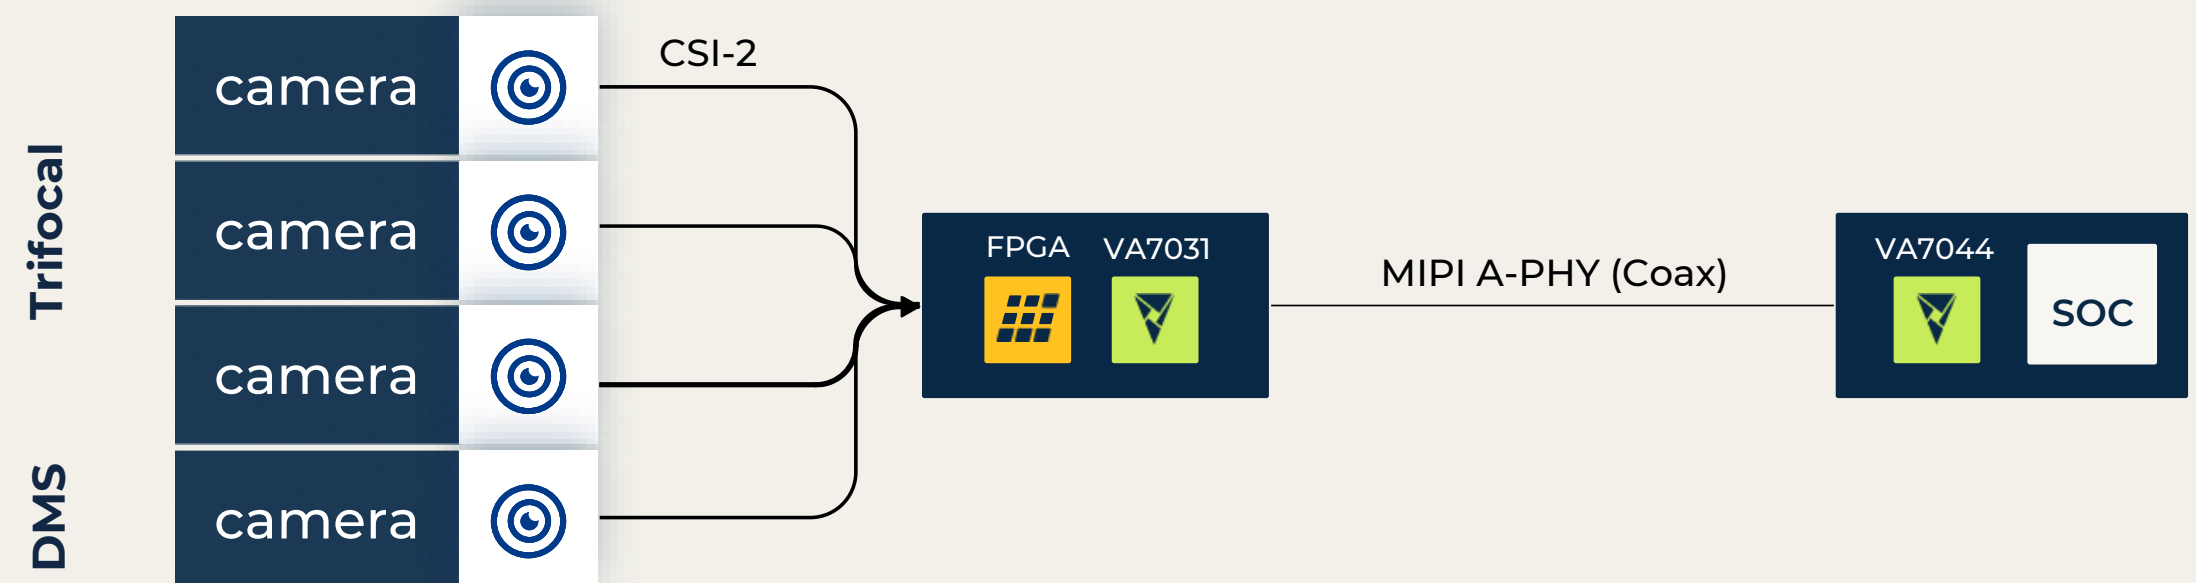 Trifocal
DMS
camera
camera
camera
camera
CSI-2
FPGA
VA7031
MIPI A-PHY (Coax)
VA7044
SOC